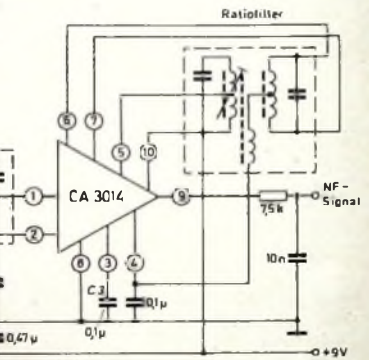 Ratiofilter
6
7
5
10
1
CA 3014
9
NF-
Signal
7,5k
2
8
3
4
10n
C3
0,1µ
0,1µ
0,47µ
+9V